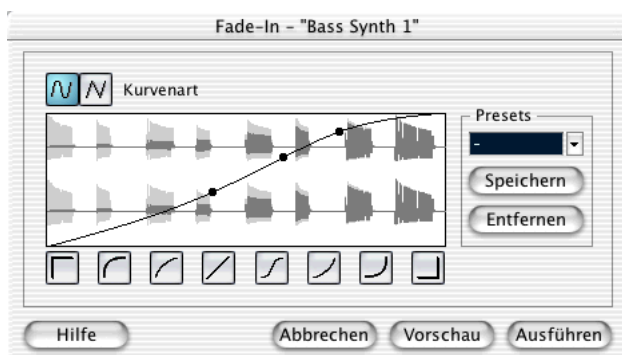 Fade-In – "Bass Synth 1"
Kurvenart
Presets
-
Speichern
Entfernen
Hilfe
Abbrechen
Vorschau
Ausführen